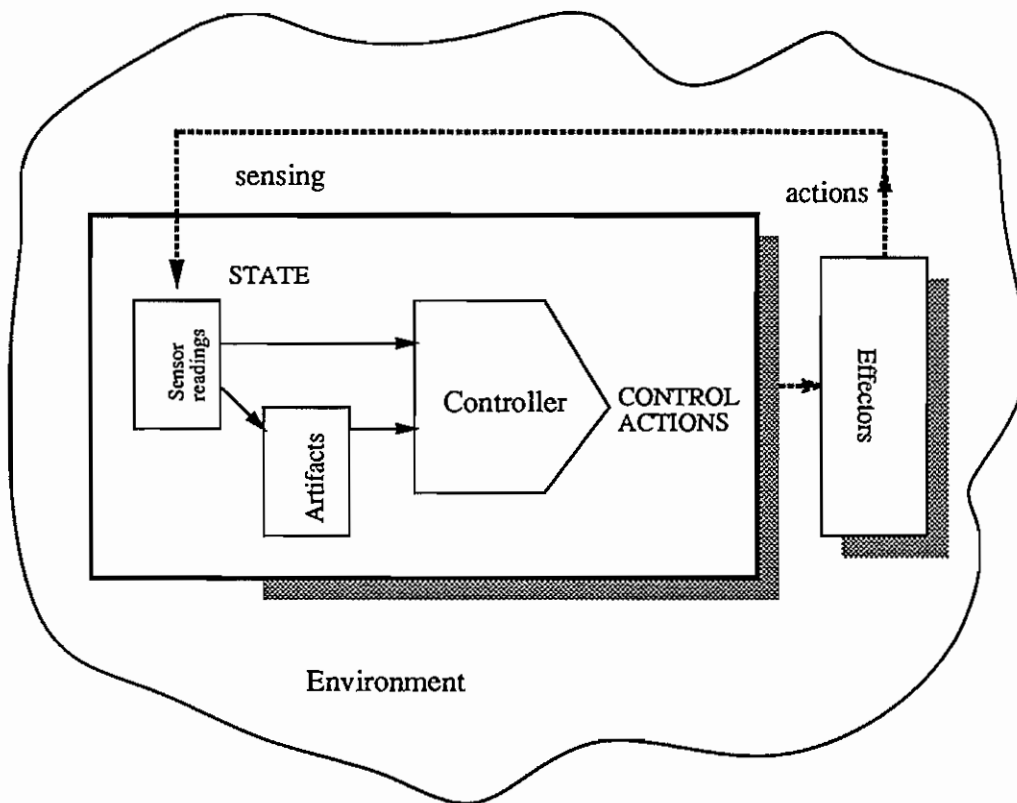 sensing
actions
STATE
Sensor
readings
Controller
CONTROL
ACTIONS
Effectors
Artifacts
Environment